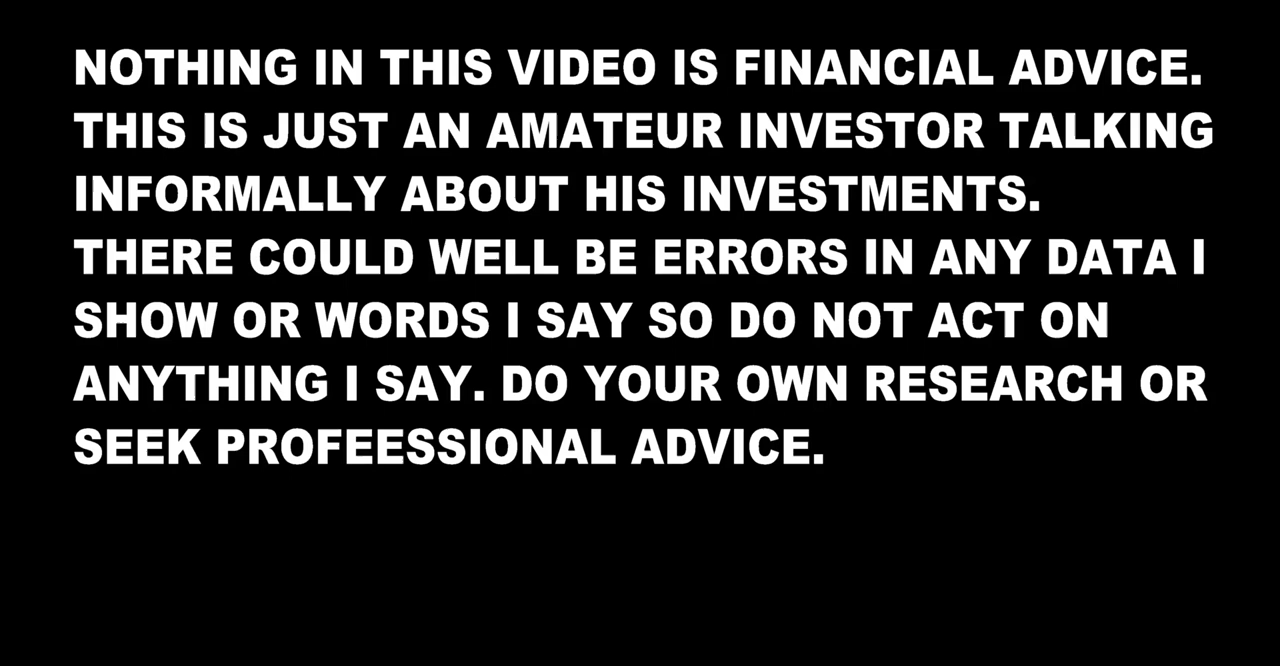 NOTHING IN THIS VIDEO IS FINANCIAL ADVICE.
THIS IS JUST AN AMATEUR INVESTOR TALKING
INFORMALLY ABOUT HIS INVESTMENTS.
THERE COULD WELL BE ERRORS IN ANY DATA I
SHOW OR WORDS I SAY SO DO NOT ACT ON
ANYTHING I SAY. DO YOUR OWN RESEARCH OR
SEEK PROFEESSIONAL ADVICE.